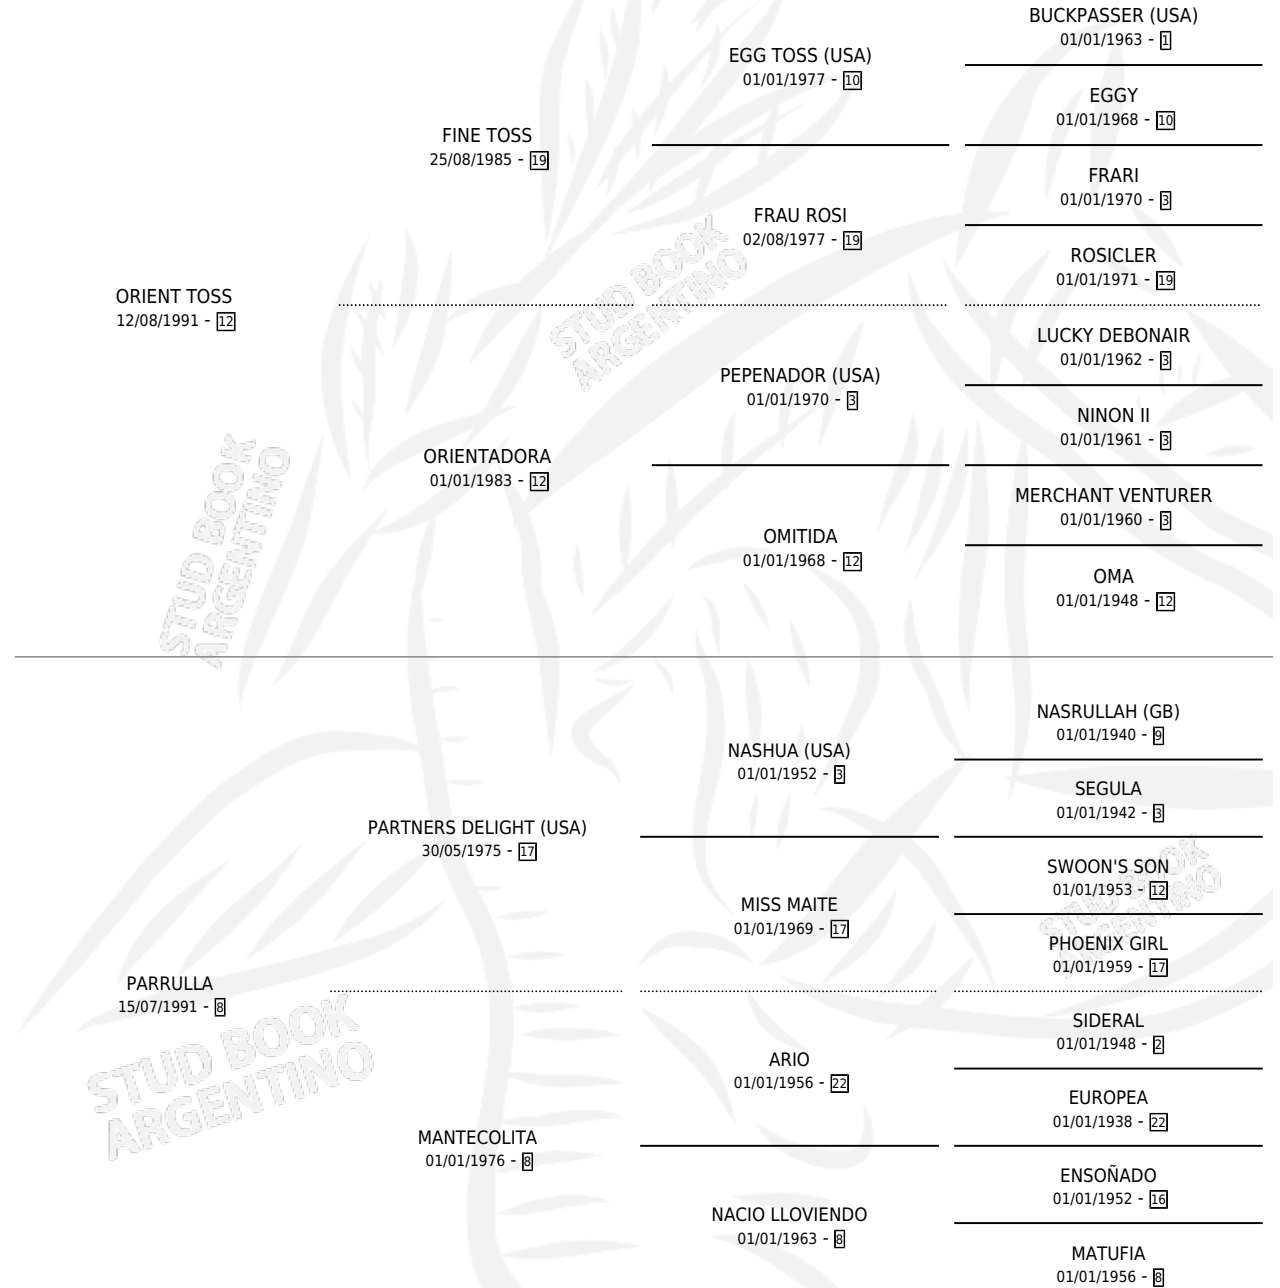 BUCKPASSER (USA)
01/01/1963 - 1
EGG TOSS (USA)
01/01/1977 - 10
EGGY
01/01/1968 - 10
FINE TOSS
25/08/1985 - 19
FRARI
01/01/1970 - 3
FRAU ROSI
02/08/1977 - 19
ROSICLER
01/01/1971 - 19
ORIENT TOSS
12/08/1991 - 12
LUCKY DEBONAIR
01/01/1962 - 3
PEPENADOR (USA)
01/01/1970 - 3
NINON II
01/01/1961 - 3
ORIENTADORA
01/01/1983 - 12
MERCHANT VENTURER
01/01/1960 - 3
OMITIDA
01/01/1968 - 12
OMA
01/01/1948 - 12
STUD BOOK
ARGENTINO
STUD BOOK
ARGENTINO
NASRULLAH (GB)
01/01/1940 - 9
NASHUA (USA)
01/01/1952 - 3
SEGULA
01/01/1942 - 3
PARTNERS DELIGHT (USA)
30/05/1975 - 17
SWOON'S SON
01/01/1953 - 12
MISS MAITE
01/01/1969 - 17
PHOENIX GIRL
01/01/1959 - 17
STUD BOOK
ARGENTINO
PARRULLA
15/07/1991 - 8
SIDERAL
01/01/1948 - 2
ARIO
01/01/1956 - 22
EUROPEA
01/01/1938 - 22
STUD BOOK
ARGENTINO
MANTECOLITA
01/01/1976 - 8
ENSOÑADO
01/01/1952 - 16
NACIO LLOVIENDO
01/01/1963 - 8
MATUFIA
01/01/1956 - 8